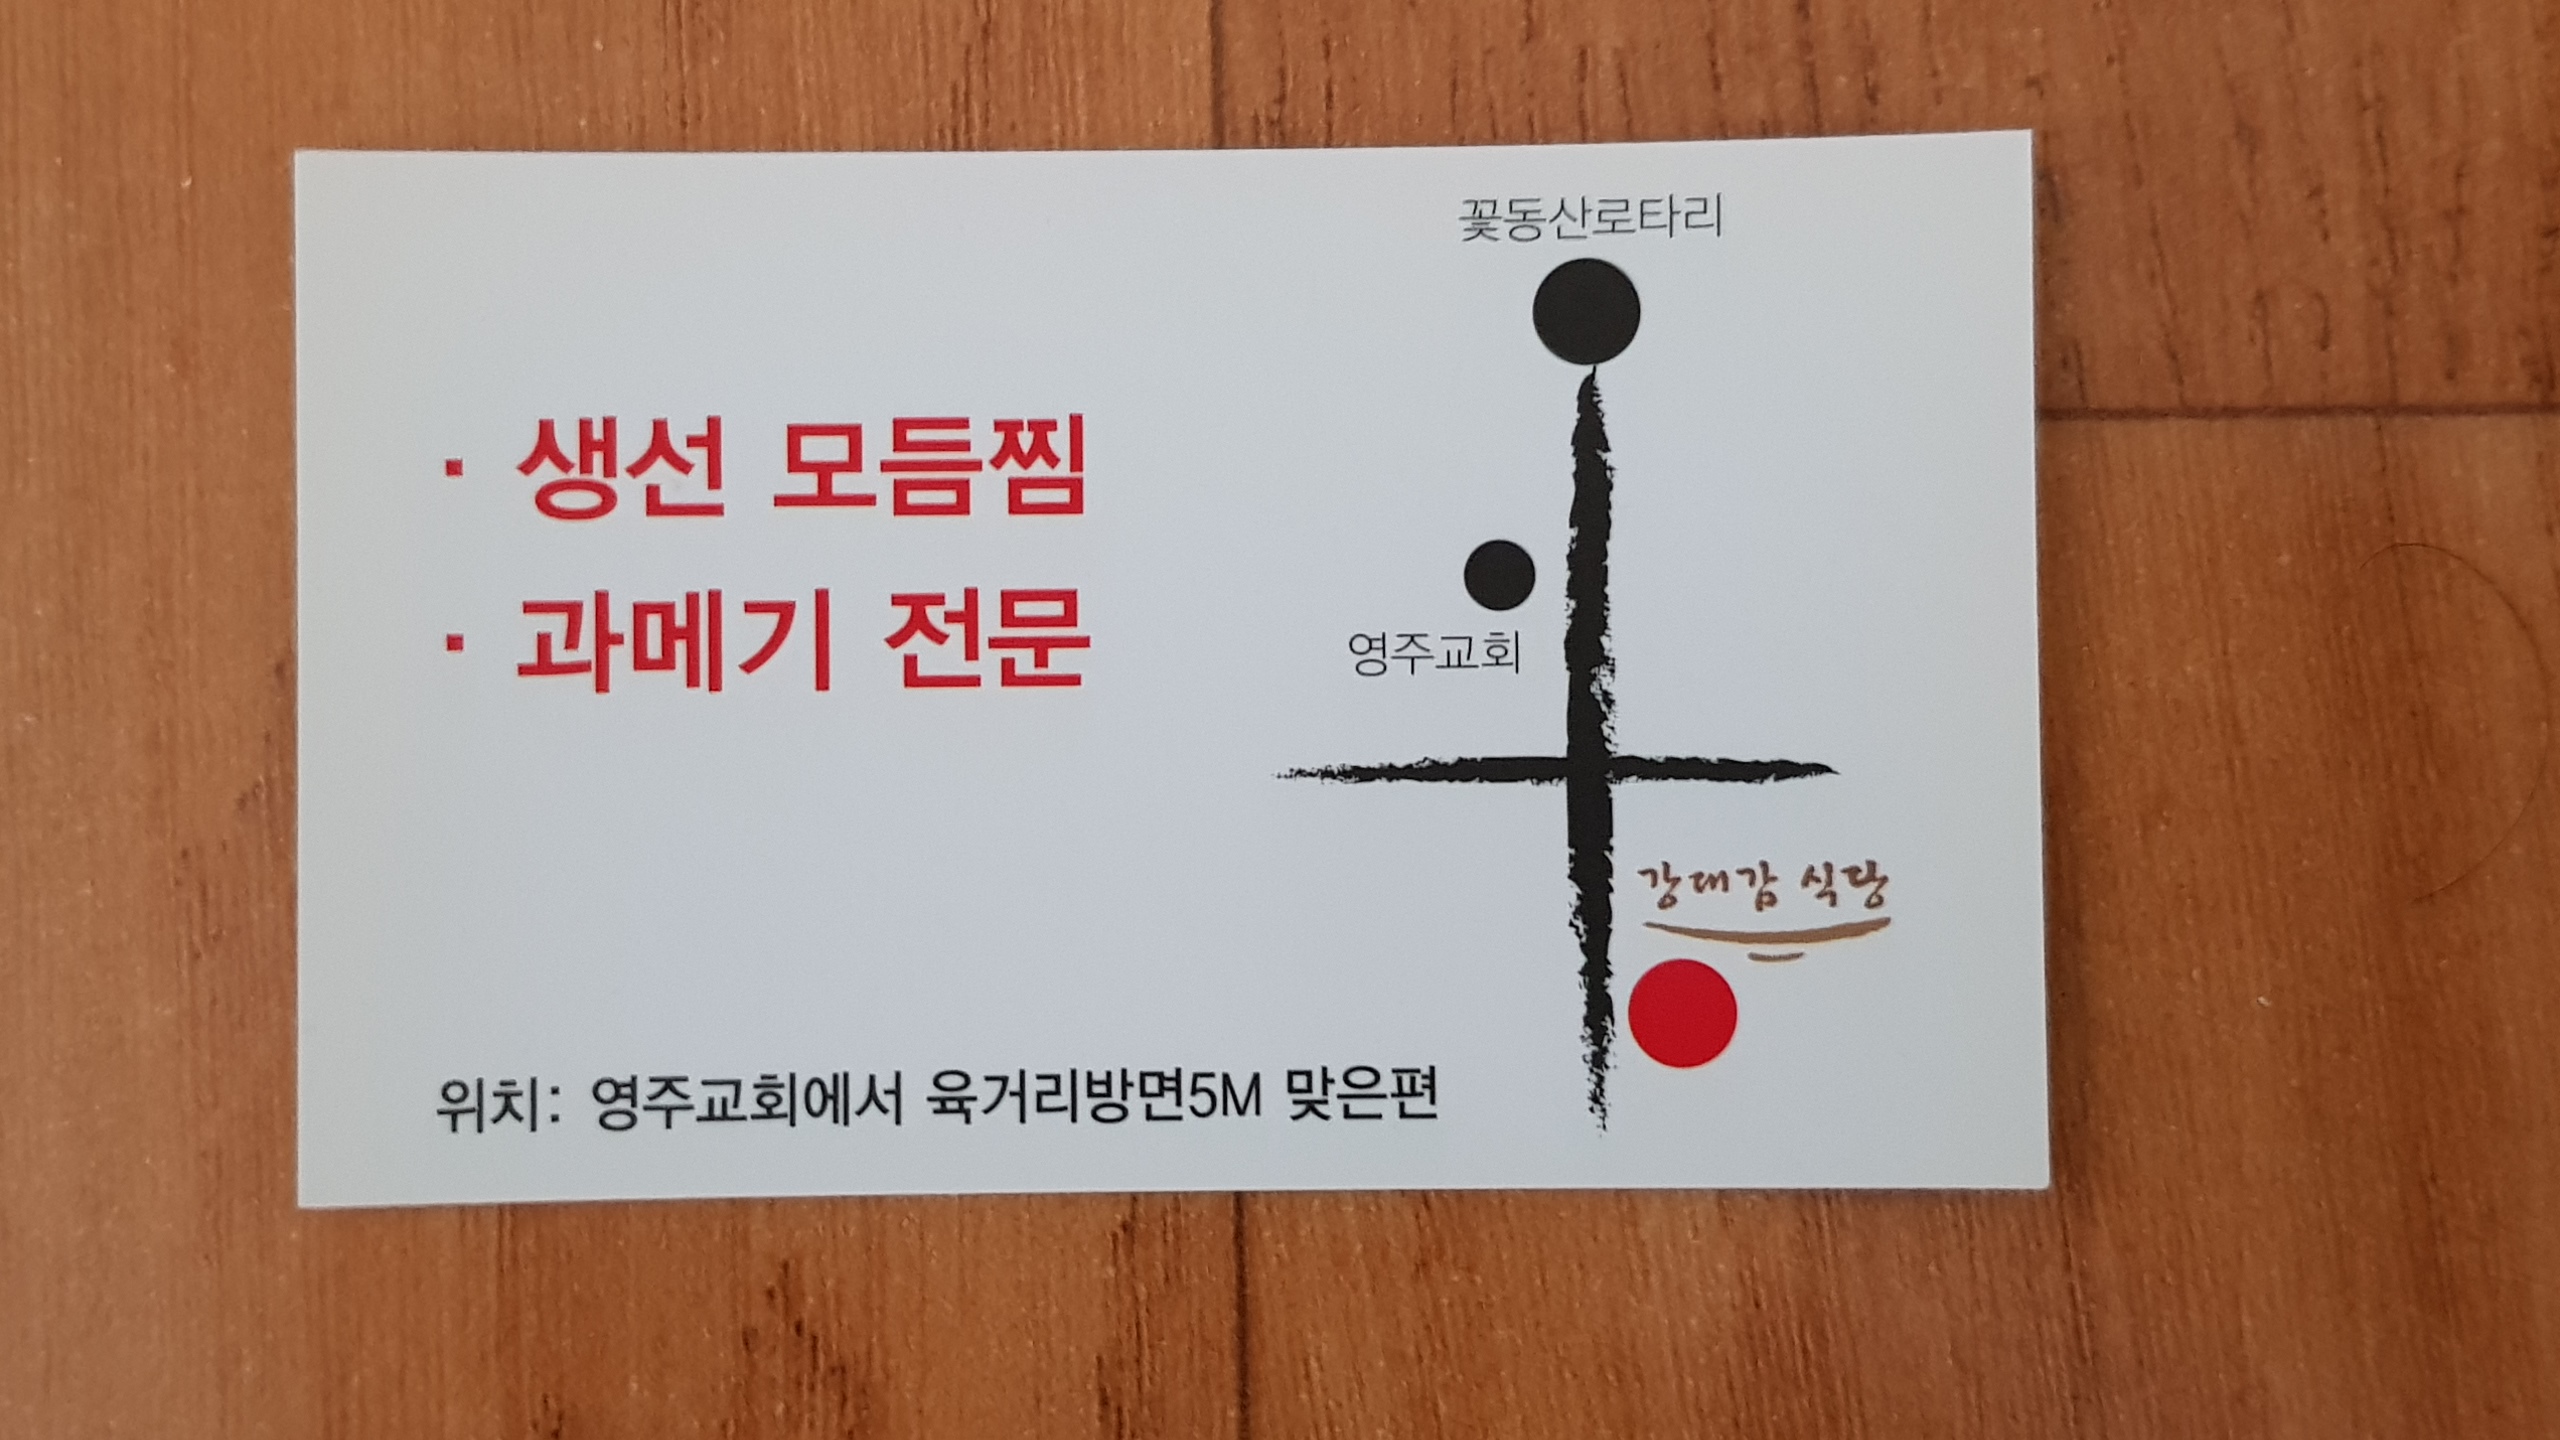 꽃동산로타리
· 생선 모듬찜
· 과메기 전문
영주교회
강대감 식당
위치: 영주교회에서 육거리방면5M 맞은편